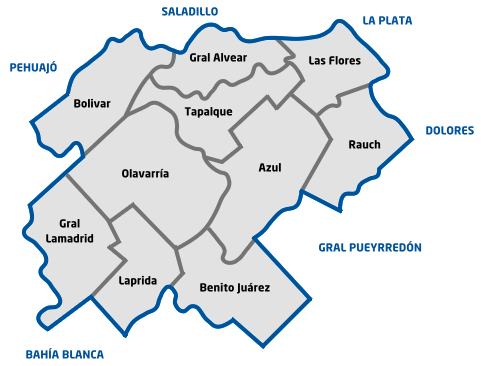 SALADILLO
LA PLATA
PEHUAJÓ
Gral Alvear
Las Flores
Bolivar
Tapalque
DOLORES
Rauch
Olavarría
Azul
Gral
Lamadrid
GRAL PUEYRREDÓN
Laprida
Benito Juárez
BAHÍA BLANCA